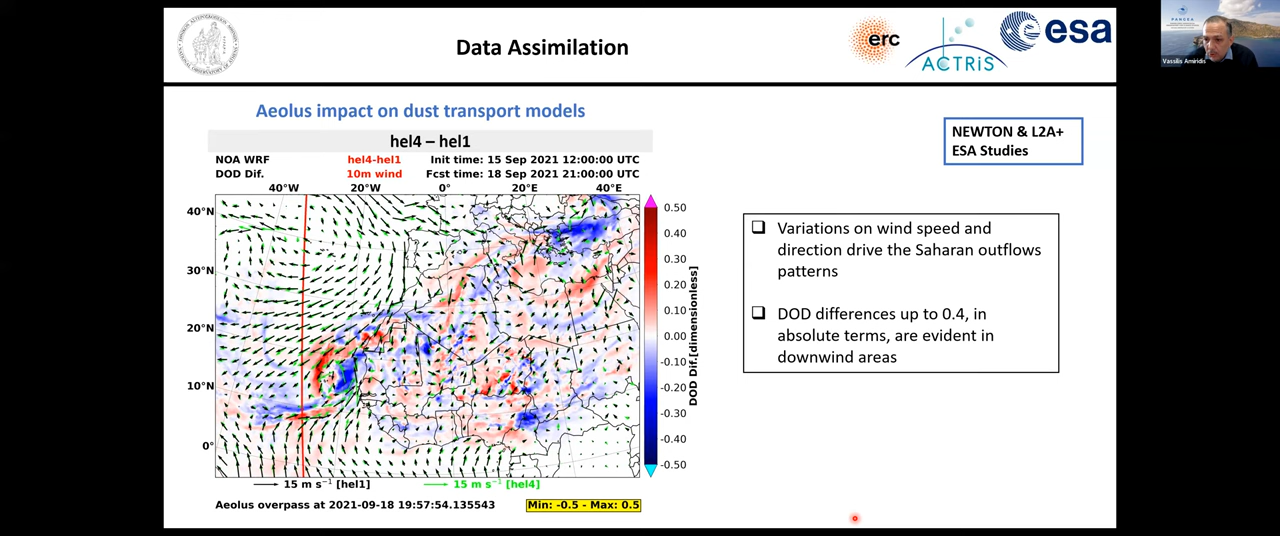 Data Assimilation
erc
ACTRIS
esa
PANGEA
Vassilis Amiridis
Aeolus impact on dust transport models
hel4 – hel1
NOA WRF hel4-hel1 Init time: 15 Sep 2021 12:00:00 UTC
DOD Dif. 10m wind Fcst time: 18 Sep 2021 21:00:00 UTC
40°W 20°W 0° 20°E 40°E
40°N
30°N
20°N
10°N
0°
0.50
0.40
0.30
0.20
0.10
0.00
-0.10
-0.20
-0.30
-0.40
-0.50
DOD Dif.[dimensionless]
15 m s⁻¹ [hel1] 15 m s⁻¹ [hel4]
Aeolus overpass at 2021-09-18 19:57:54.135543 Min: -0.5 - Max: 0.5
NEWTON & L2A+
ESA Studies
❑ Variations on wind speed and
direction drive the Saharan outflows
patterns
❑ DOD differences up to 0.4, in
absolute terms, are evident in
downwind areas